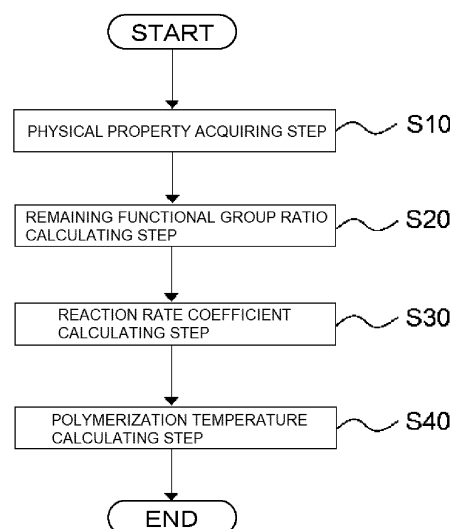 START
PHYSICAL PROPERTY ACQUIRING STEP
S10
REMAINING FUNCTIONAL GROUP RATIO
CALCULATING STEP
S20
REACTION RATE COEFFICIENT
CALCULATING STEP
S30
POLYMERIZATION TEMPERATURE
CALCULATING STEP
S40
END